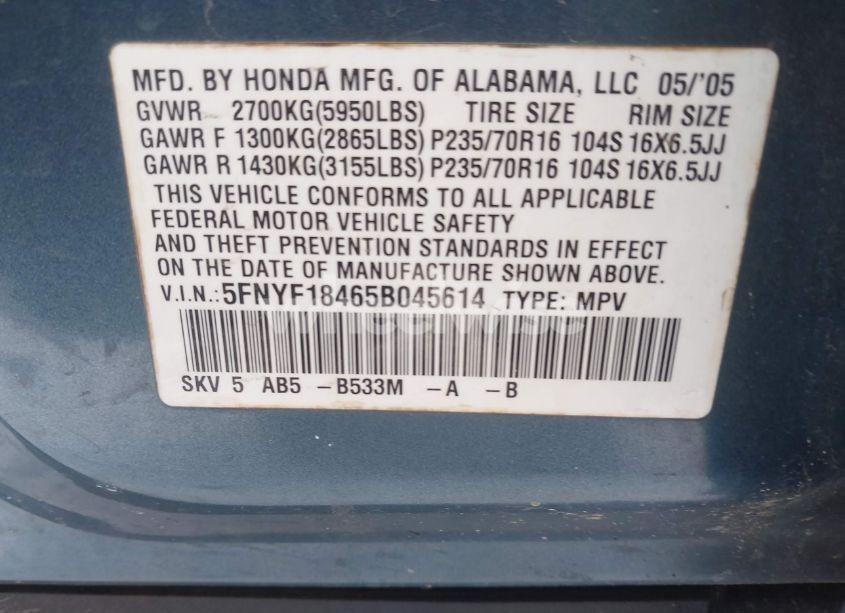 MFD. BY HONDA MFG. OF ALABAMA, LLC 05/'05
GVWR 2700KG(5950LBS) TIRE SIZE RIM SIZE
GAWR F 1300KG(2865LBS) P235/70R16 104S 16X6.5JJ
GAWR R 1430KG(3155LBS) P235/70R16 104S 16X6.5JJ
THIS VEHICLE CONFORMS TO ALL APPLICABLE
FEDERAL MOTOR VEHICLE SAFETY
AND THEFT PREVENTION STANDARDS IN EFFECT
ON THE DATE OF MANUFACTURE SHOWN ABOVE.
V.I.N.: 5FNYF18465B045614 TYPE: MPV
WheelWise
SKV 5 AB5 –B533M –A –B